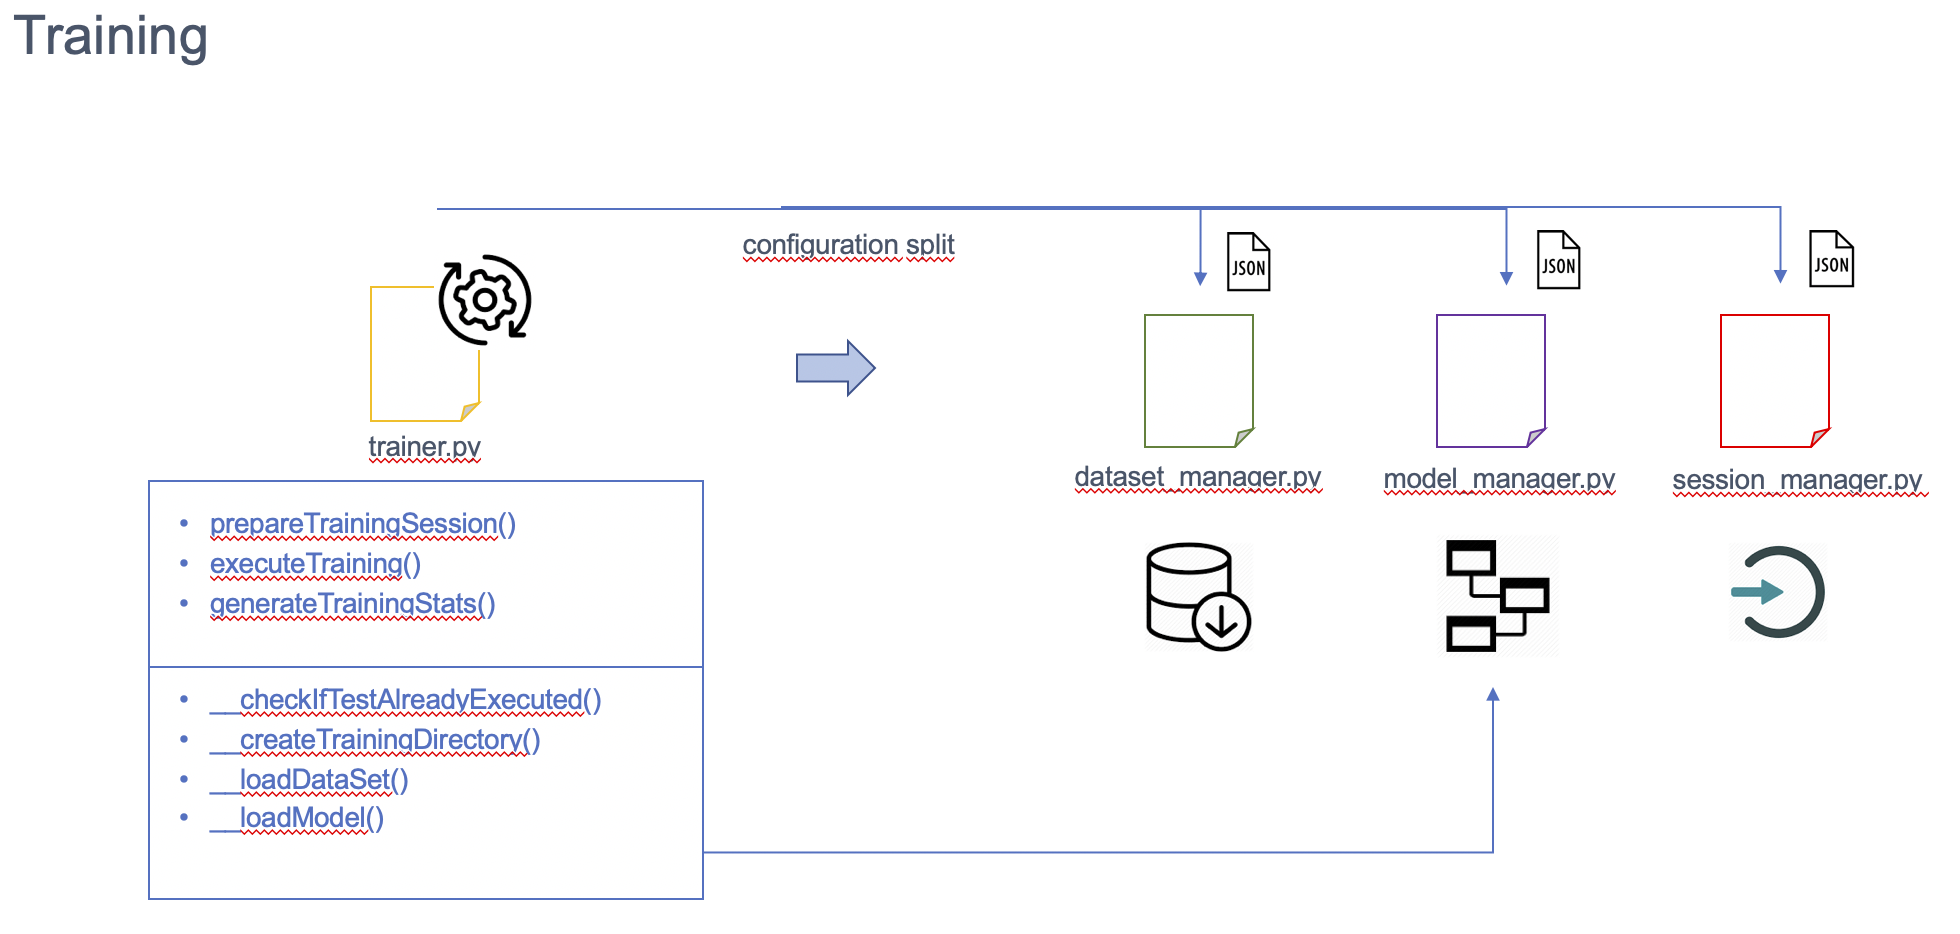 Training
configuration split
JSON
JSON
JSON
trainer.py
dataset_manager.py
model_manager.py
session_manager.py
• prepareTrainingSession()
• executeTraining()
• generateTrainingStats()
• __checkIfTestAlreadyExecuted()
• __createTrainingDirectory()
• __loadDataSet()
• __loadModel()